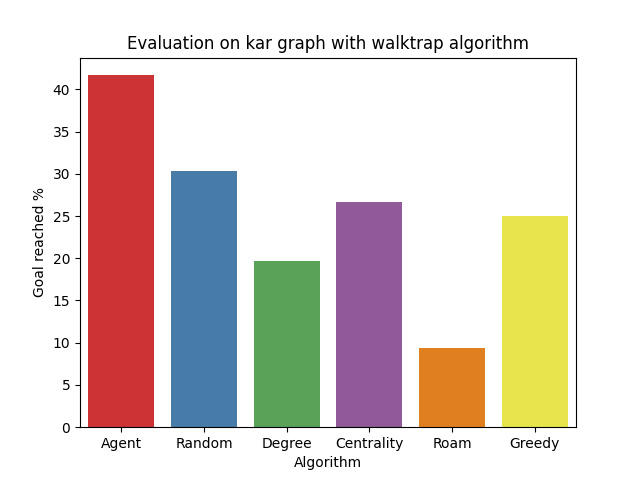 Evaluation on kar graph with walktrap algorithm
Goal reached %
40
35
30
25
20
15
10
5
0
Agent Random Degree Centrality Roam Greedy
Algorithm